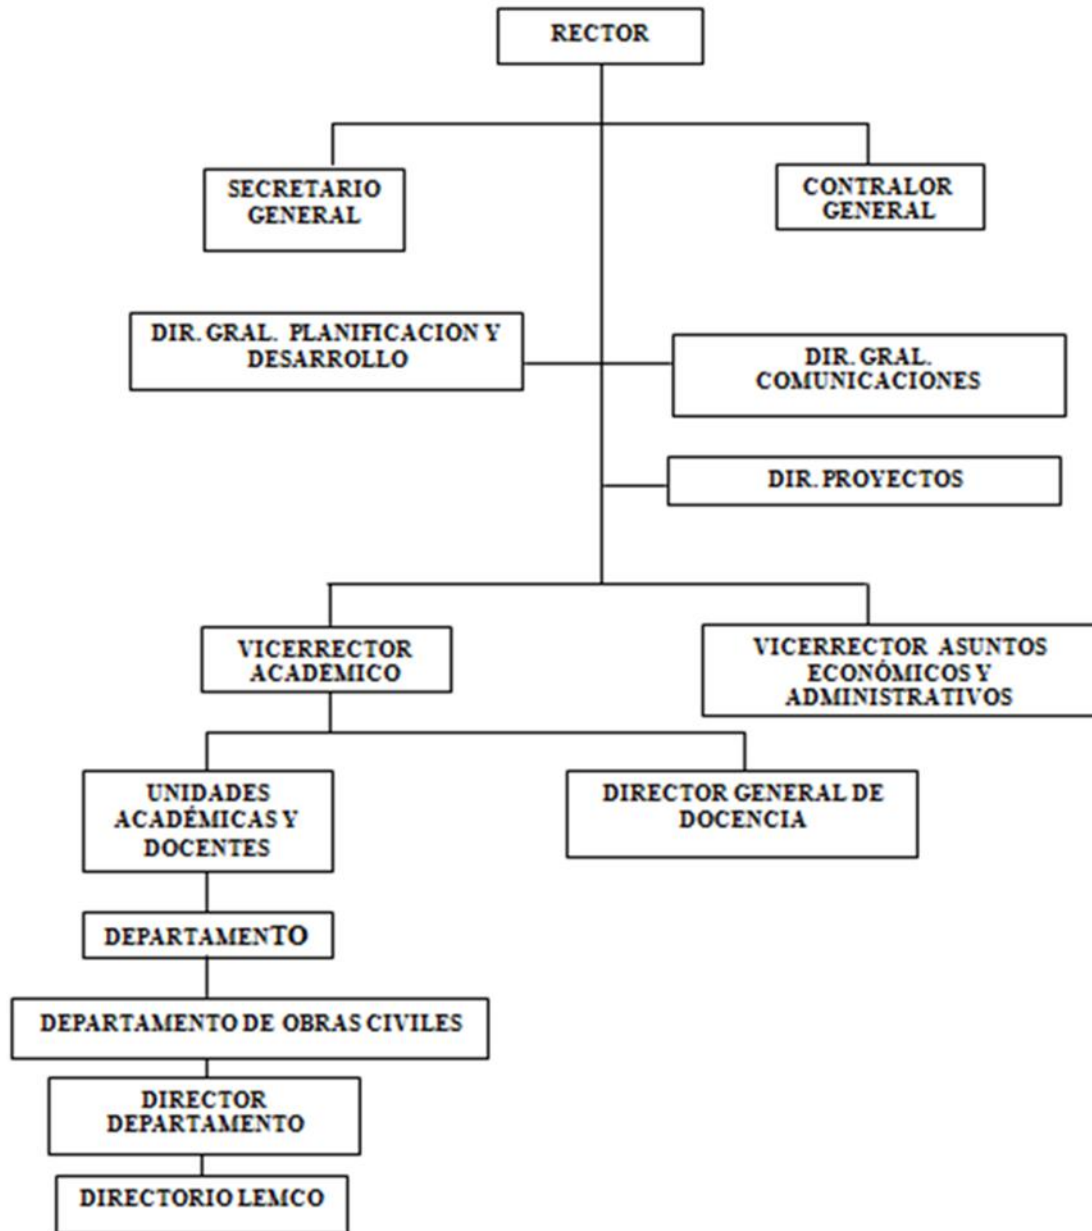 RECTOR
SECRETARIO
GENERAL
CONTRALOR
GENERAL
DIR. GRAL. PLANIFICACION Y
DESARROLLO
DIR. GRAL.
COMUNICACIONES
DIR. PROYECTOS
VICERRECTOR
ACADÉMICO
VICERRECTOR ASUNTOS
ECONÓMICOS Y
ADMINISTRATIVOS
UNIDADES
ACADÉMICAS Y
DOCENTES
DIRECTOR GENERAL DE
DOCENCIA
DEPARTAMENTO
DEPARTAMENTO DE OBRAS CIVILES
DIRECTOR
DEPARTAMENTO
DIRECTORIO LEMCO